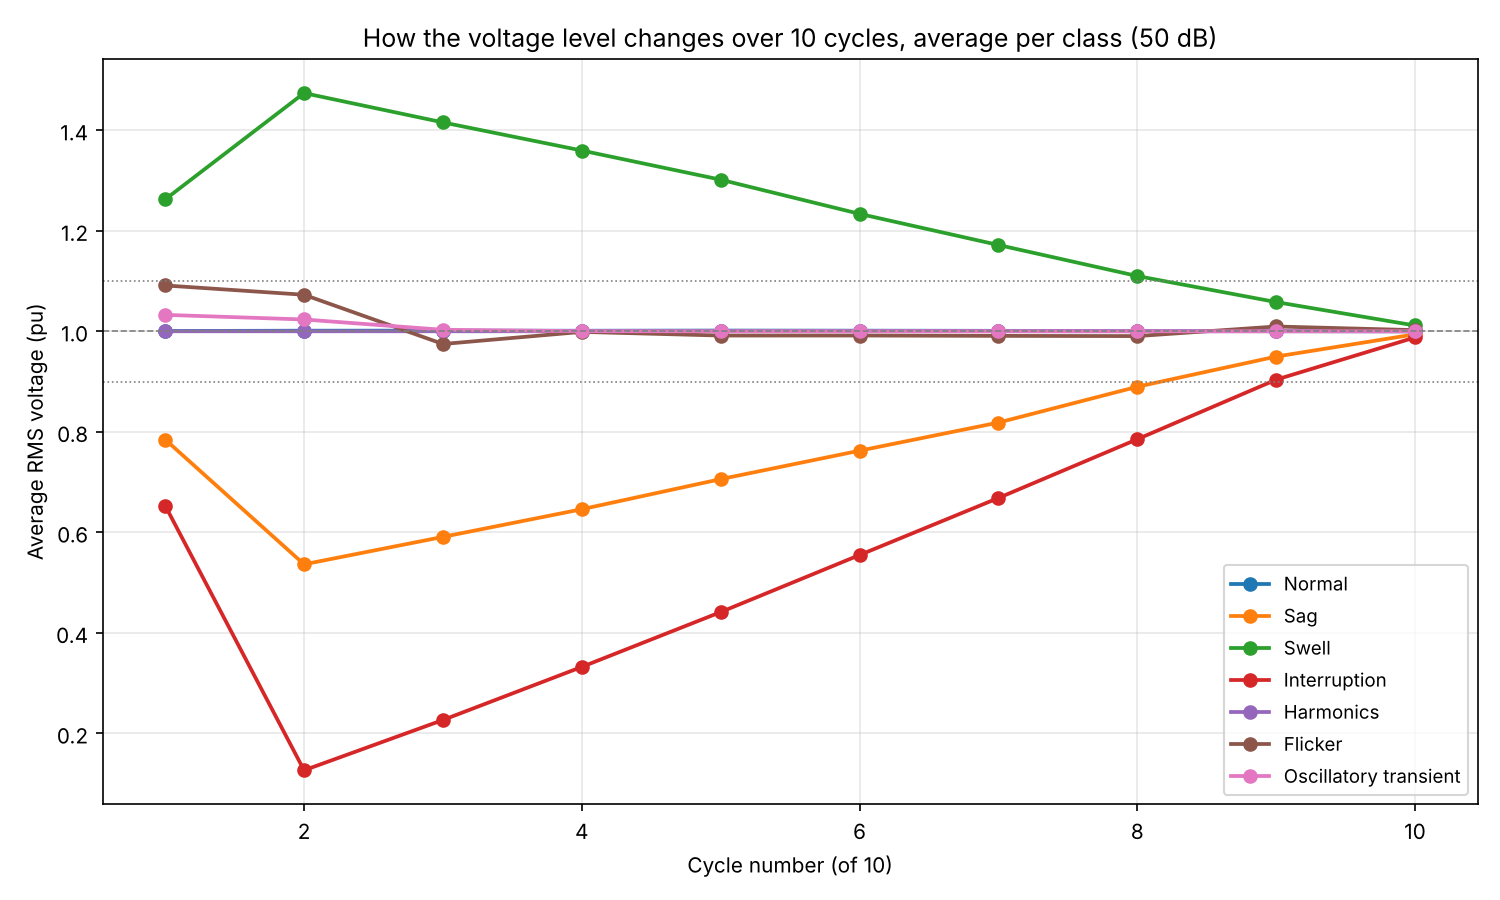 How the voltage level changes over 10 cycles, average per class (50 dB)
Average RMS voltage (pu)
1.4
1.2
1.0
0.8
0.6
0.4
0.2
Normal
Sag
Swell
Interruption
Harmonics
Flicker
Oscillatory transient
2 4 6 8 10
Cycle number (of 10)